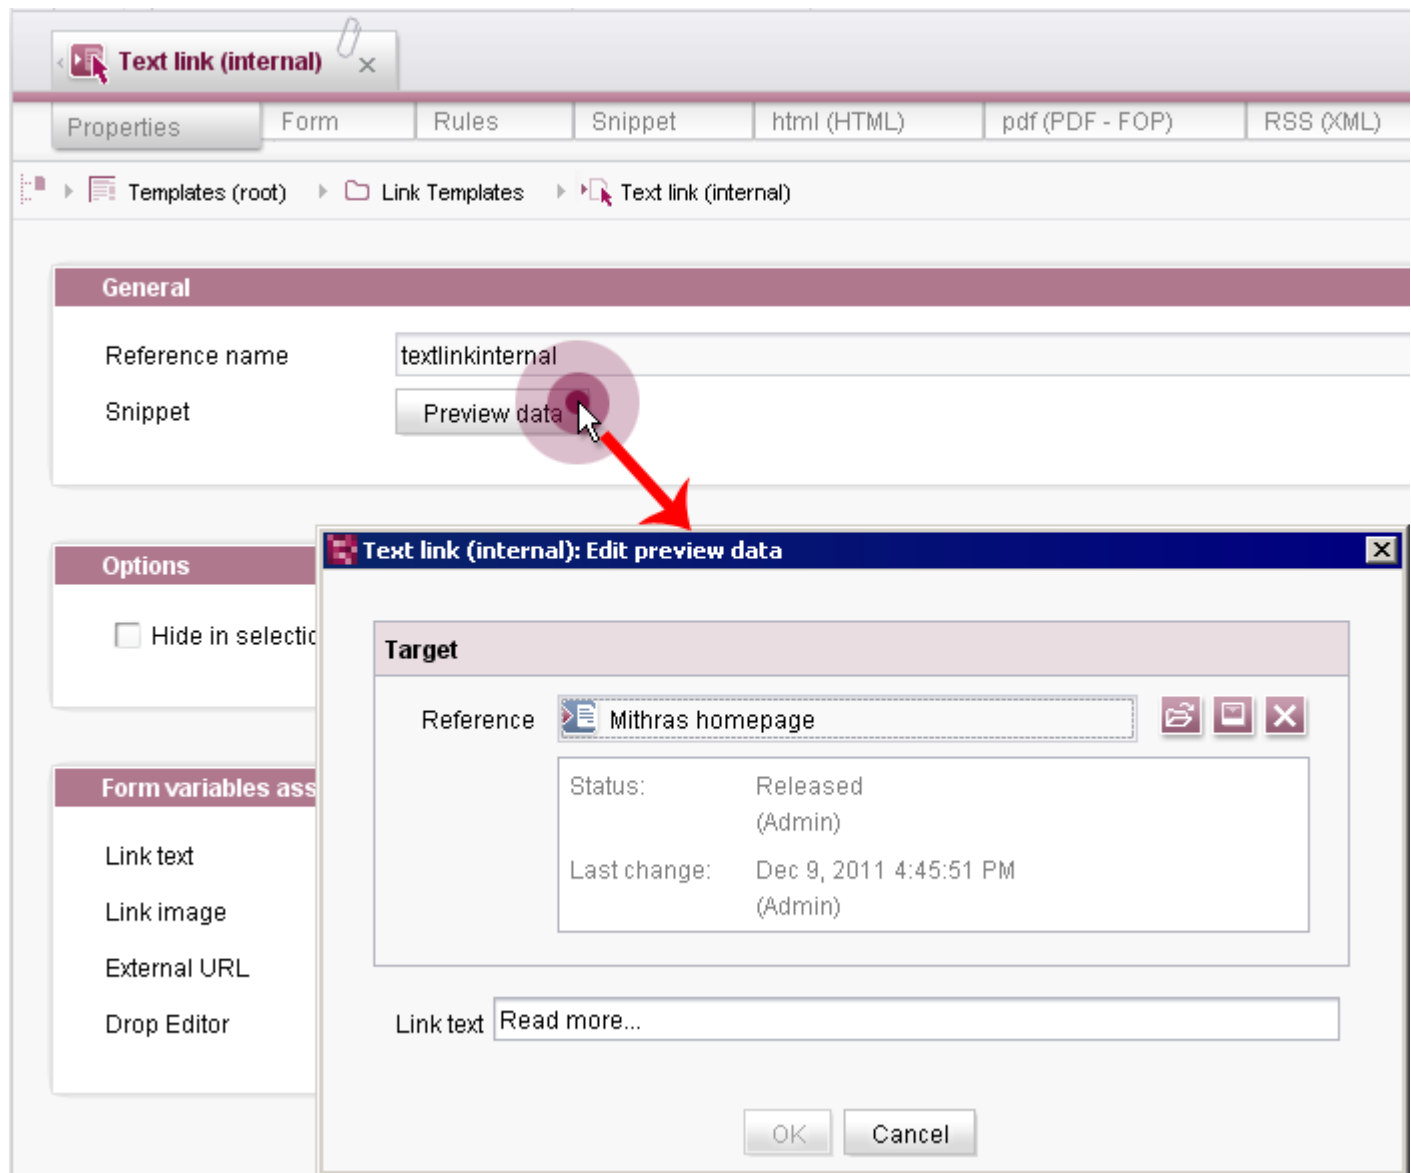 Text link (internal)
Properties Form Rules Snippet html (HTML) pdf (PDF - FOP) RSS (XML)
Templates (root) Link Templates Text link (internal)
General
Reference name textlinkinternal
Snippet Preview data
Text link (internal): Edit preview data
Options
Hide in selectio
Target
Reference Mithras homepage
Status: Released
(Admin)
Last change: Dec 9, 2011 4:45:51 PM
(Admin)
Form variables ass
Link text
Link image
External URL
Drop Editor
Link text Read more...
OK Cancel